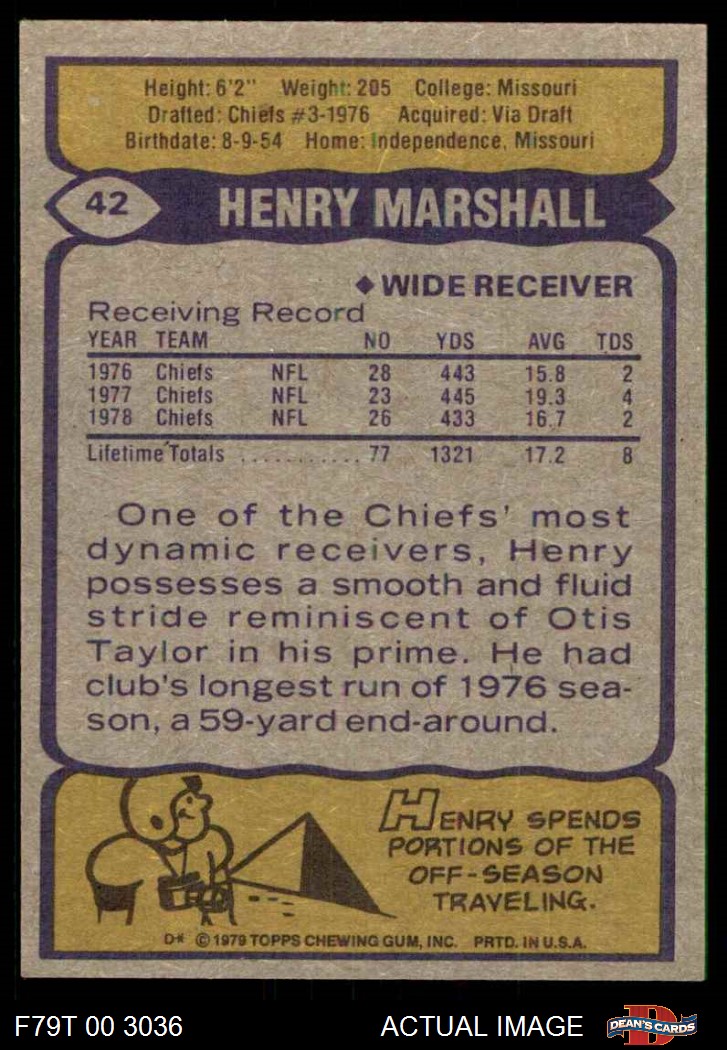 Height: 6'2" Weight: 205 College: Missouri
Drafted: Chiefs #3-1976 Acquired: Via Draft
Birthdate: 8-9-54 Home: Independence, Missouri
42 HENRY MARSHALL
◆ WIDE RECEIVER
Receiving Record
YEAR TEAM NO YDS AVG TDS
1976 Chiefs NFL 28 443 15.8 2
1977 Chiefs NFL 23 445 19.3 4
1978 Chiefs NFL 26 433 16.7 2
Lifetime Totals ........... 77 1321 17.2 8
One of the Chiefs' most
dynamic receivers, Henry
possesses a smooth and fluid
stride reminiscent of Otis
Taylor in his prime. He had
club's longest run of 1976 sea-
son, a 59-yard end-around.
HENRY SPENDS
PORTIONS OF THE
OFF-SEASON
TRAVELING.
D* © 1979 TOPPS CHEWING GUM, INC. PRTD. IN U.S.A.
F79T 00 3036 ACTUAL IMAGE D DEAN'S CARDS